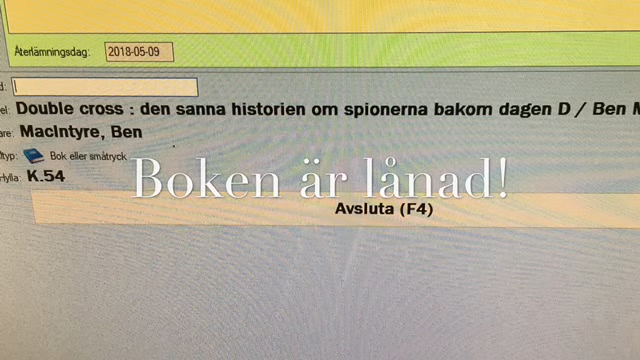 Återlämningsdag: 2018-05-09
Double cross : den sanna historien om spionerna bakom dagen D / Ben
MacIntyre, Ben
Bok eller småtryck
Hylla: K.54
Boken är lånad!
Avsluta (F4)